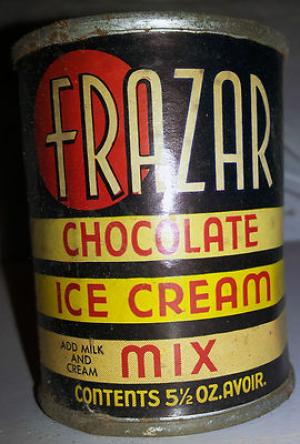 FRAZAR
CHOCOLATE
ICE CREAM
ADD MILK
AND
CREAM
MIX
CONTENTS 5½ OZ. AVOIR.